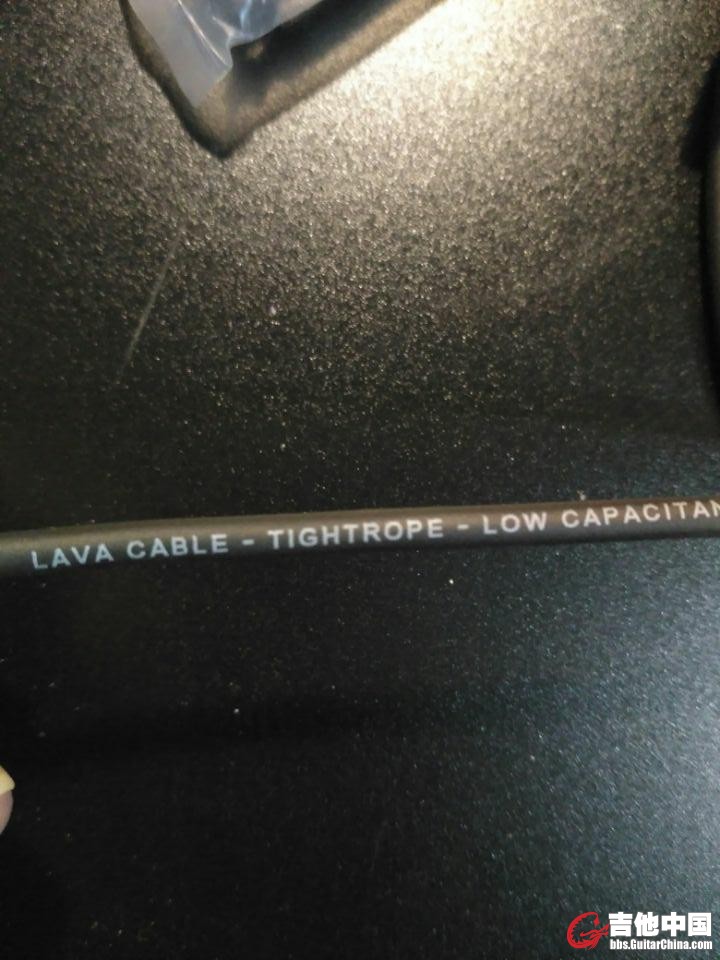 LAVA CABLE - TIGHTROPE - LOW CAPACITAN
吉他中国
bbs.GuitarChina.com